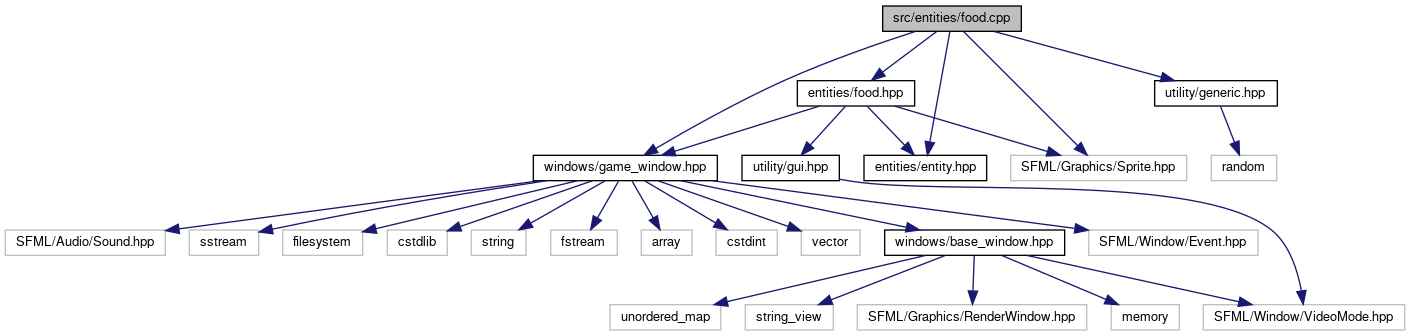 src/entities/food.cpp
entities/food.hpp
utility/generic.hpp
windows/game_window.hpp
utility/gui.hpp
entities/entity.hpp
SFML/Graphics/Sprite.hpp
random
SFML/Audio/Sound.hpp
sstream
filesystem
cstdlib
string
fstream
array
cstdint
vector
windows/base_window.hpp
SFML/Window/Event.hpp
unordered_map
string_view
SFML/Graphics/RenderWindow.hpp
memory
SFML/Window/VideoMode.hpp